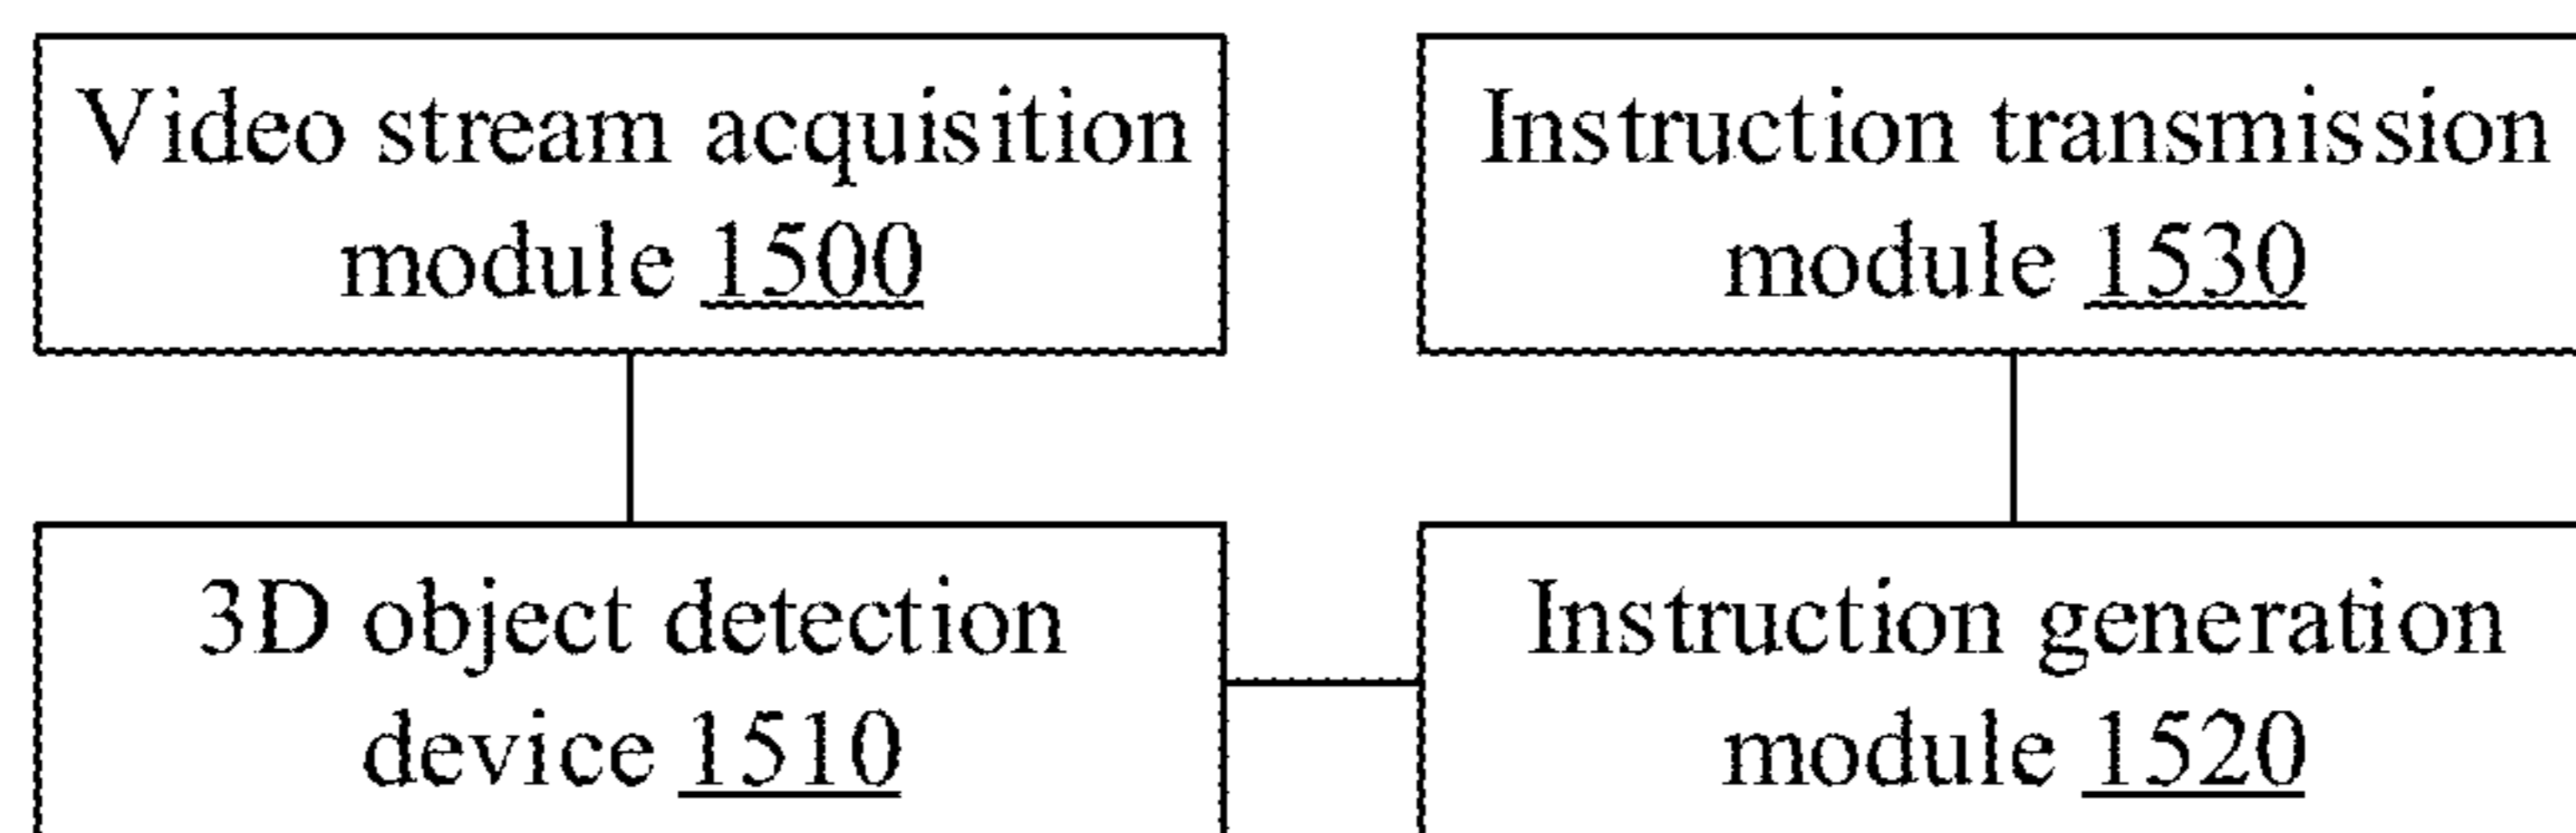 Video stream acquisition
module 1500
Instruction transmission
module 1530
3D object detection
device 1510
Instruction generation
module 1520